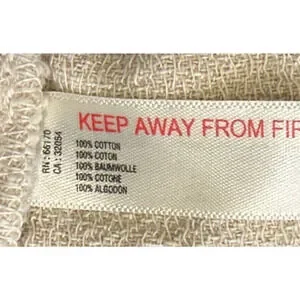 KEEP AWAY FROM FIR
100% COTTON
100% COTON
100% BAUMWOLLE
100% COTONE
100% ALGODON
RN: 66170
CA: 32054